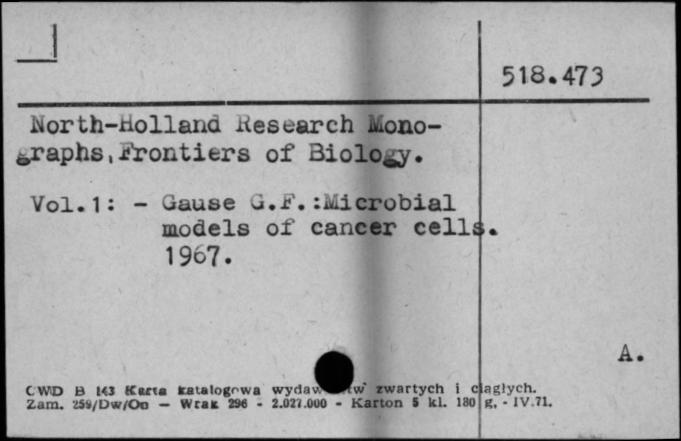 518.473
North-Holland Research Mono-
graphs, Frontiers of Biology.
Vol.1: - Gause G.F.:Microbial
models of cancer cells.
1967.
A.
CWD B 143 Karta katalogowa zwartych i ciągłych.
Zam. 259/Dw/On — Wrak 296 - 2.027.000 - Karton 5 kl. 180 g, - IV.71.